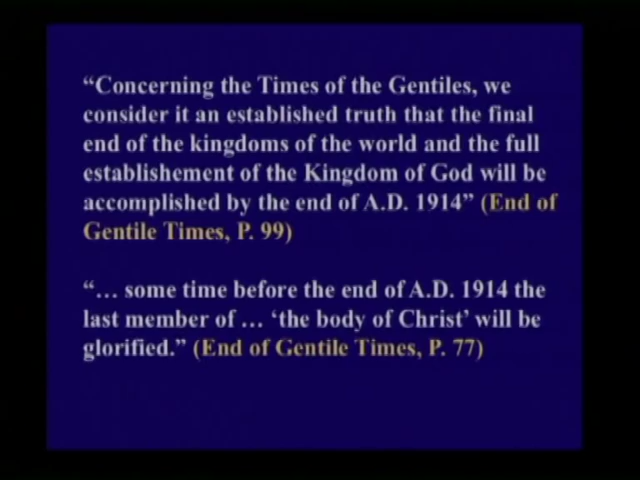 “Concerning the Times of the Gentiles, we
consider it an established truth that the final
end of the kingdoms of the world and the full
establishement of the Kingdom of God will be
accomplished by the end of A.D. 1914” (End of
Gentile Times, P. 99)
“... some time before the end of A.D. 1914 the
last member of ... ‘the body of Christ’ will be
glorified.” (End of Gentile Times, P. 77)